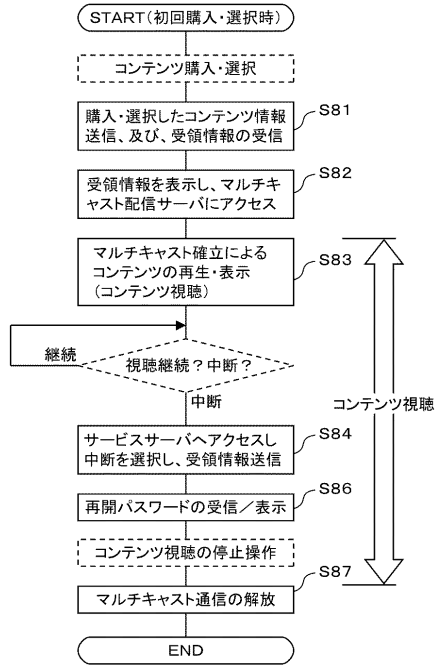 START(初回購入・選択時)
コンテンツ購入・選択
S81
購入・選択したコンテンツ情報
送信、及び、受領情報の受信
S82
受領情報を表示し、マルチキ
ャスト配信サーバにアクセス
S83
マルチキャスト確立による
コンテンツの再生・表示
(コンテンツ視聴)
継続
視聴継続?中断?
中断
コンテンツ視聴
S84
サービスサーバへアクセスし
中断を選択し、受領情報送信
S86
再開パスワードの受信/表示
コンテンツ視聴の停止操作
S87
マルチキャスト通信の解放
END